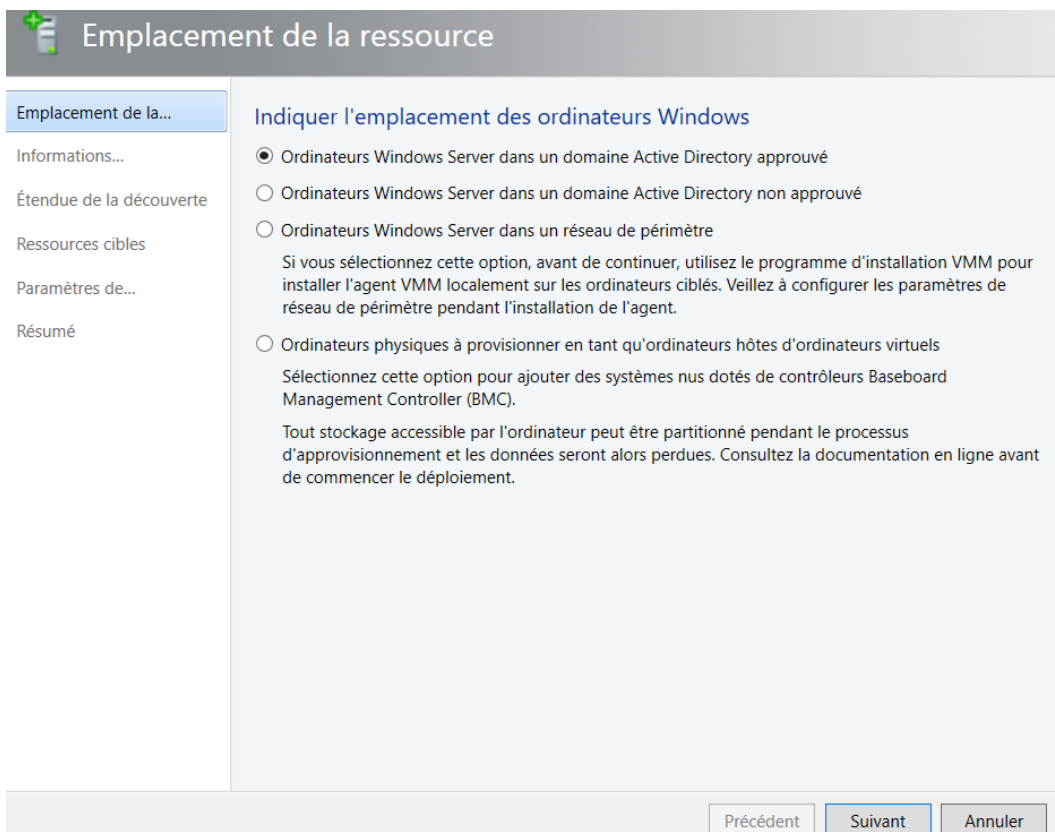 Emplacement de la ressource
Emplacement de la...
Informations...
Étendue de la découverte
Ressources cibles
Paramètres de...
Résumé
Indiquer l'emplacement des ordinateurs Windows
Ordinateurs Windows Server dans un domaine Active Directory approuvé
Ordinateurs Windows Server dans un domaine Active Directory non approuvé
Ordinateurs Windows Server dans un réseau de périmètre
Si vous sélectionnez cette option, avant de continuer, utilisez le programme d'installation VMM pour
installer l'agent VMM localement sur les ordinateurs ciblés. Veillez à configurer les paramètres de
réseau de périmètre pendant l'installation de l'agent.
Ordinateurs physiques à provisionner en tant qu'ordinateurs hôtes d'ordinateurs virtuels
Sélectionnez cette option pour ajouter des systèmes nus dotés de contrôleurs Baseboard
Management Controller (BMC).
Tout stockage accessible par l'ordinateur peut être partitionné pendant le processus
d'approvisionnement et les données seront alors perdues. Consultez la documentation en ligne avant
de commencer le déploiement.
Précédent Suivant Annuler